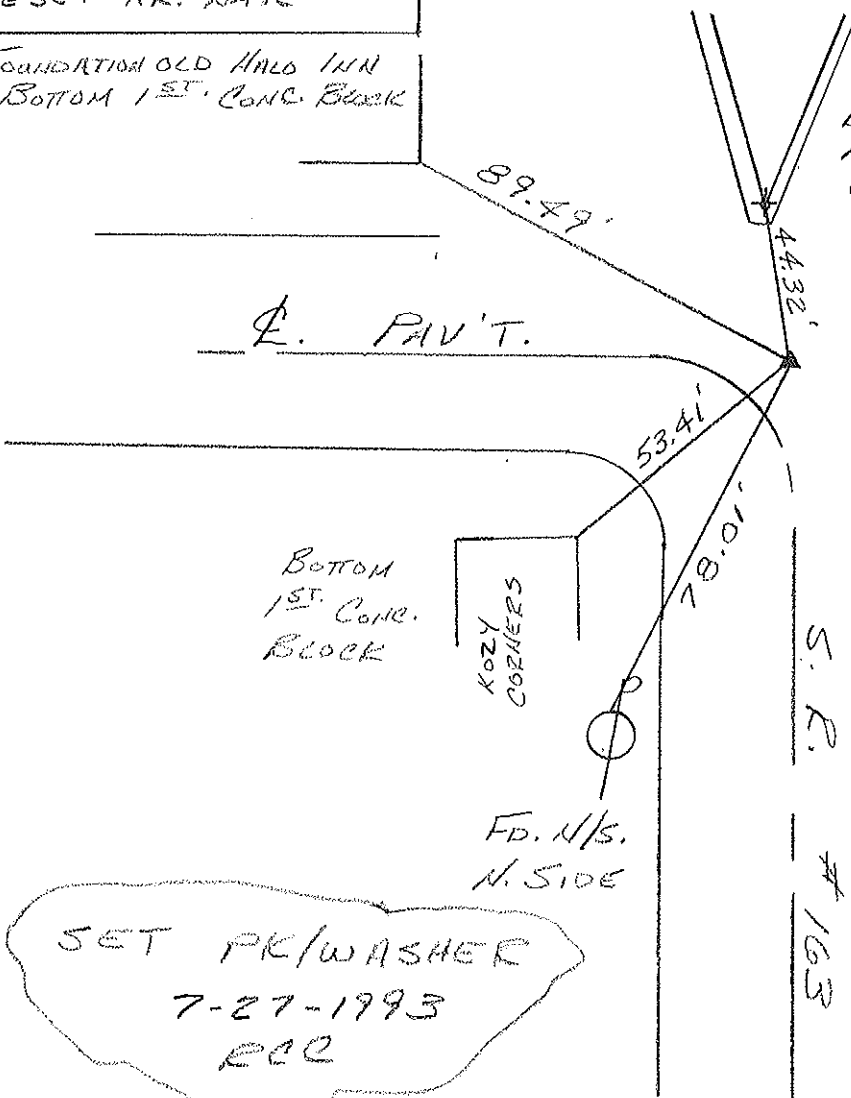 FOUNDATION OLD HALO INN
BOTTOM 1ST. CONC. BLOCK
89.49'
44.32'
℄. PAV'T.
53.41'
78.01'
BOTTOM
1ST. CONC.
BLOCK
KOZY
CORNERS
S. R. # 163
FD. N/S.
N. SIDE
SET PK/WASHER
7-27-1993
RCC